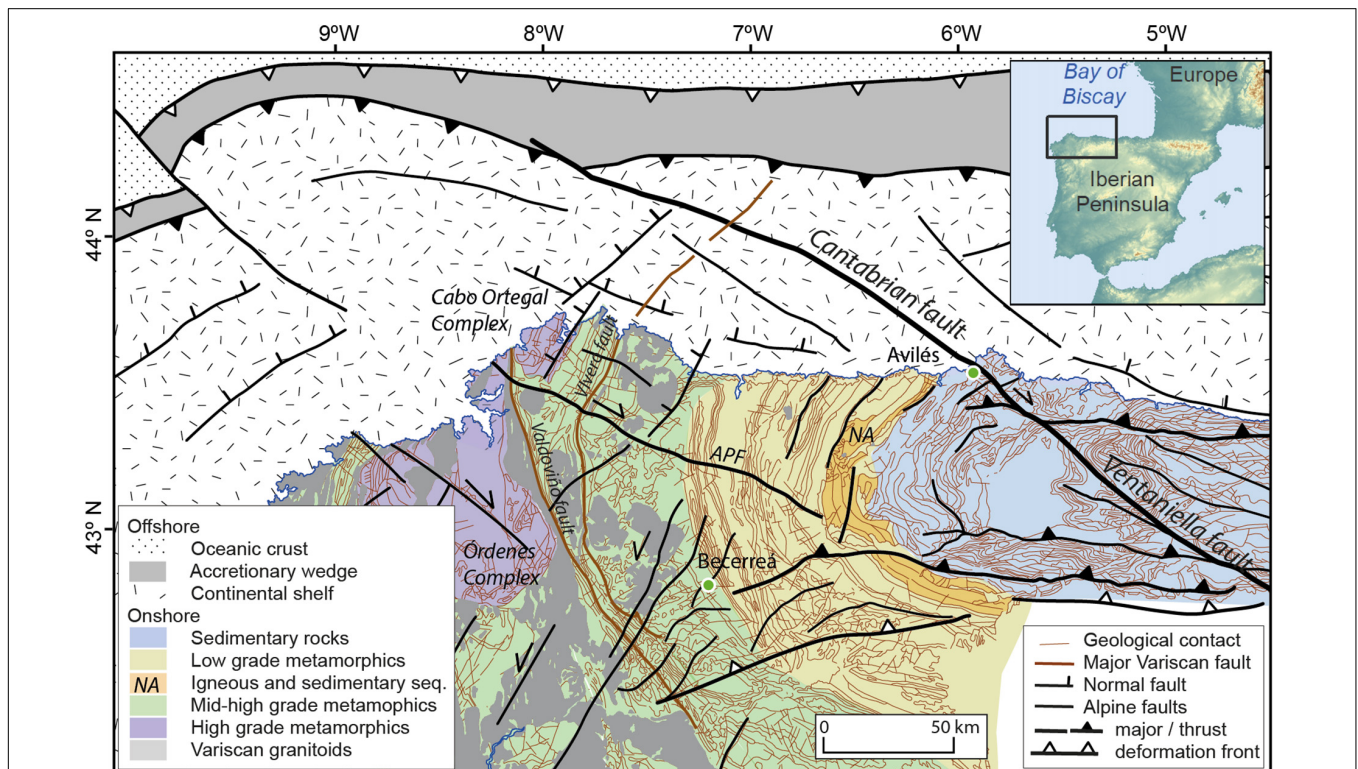 9ºW
8ºW
7ºW
6ºW
5ºW
44º N
43º N
Bay of
Biscay
Europe
Iberian
Peninsula
Cantabrian fault
Cabo Ortegal
Complex
Vivero fault
Avilés
Valdoviño fault
APF
NA
Ventaniella fault
Órdenes
Complex
Becerreá
Offshore
Oceanic crust
Accretionary wedge
Continental shelf
Onshore
Sedimentary rocks
Low grade metamorphics
NA Igneous and sedimentary seq.
Mid-high grade metamophics
High grade metamorphics
Variscan granitoids
0 50 km
Geological contact
Major Variscan fault
Normal fault
Alpine faults
major / thrust
deformation front